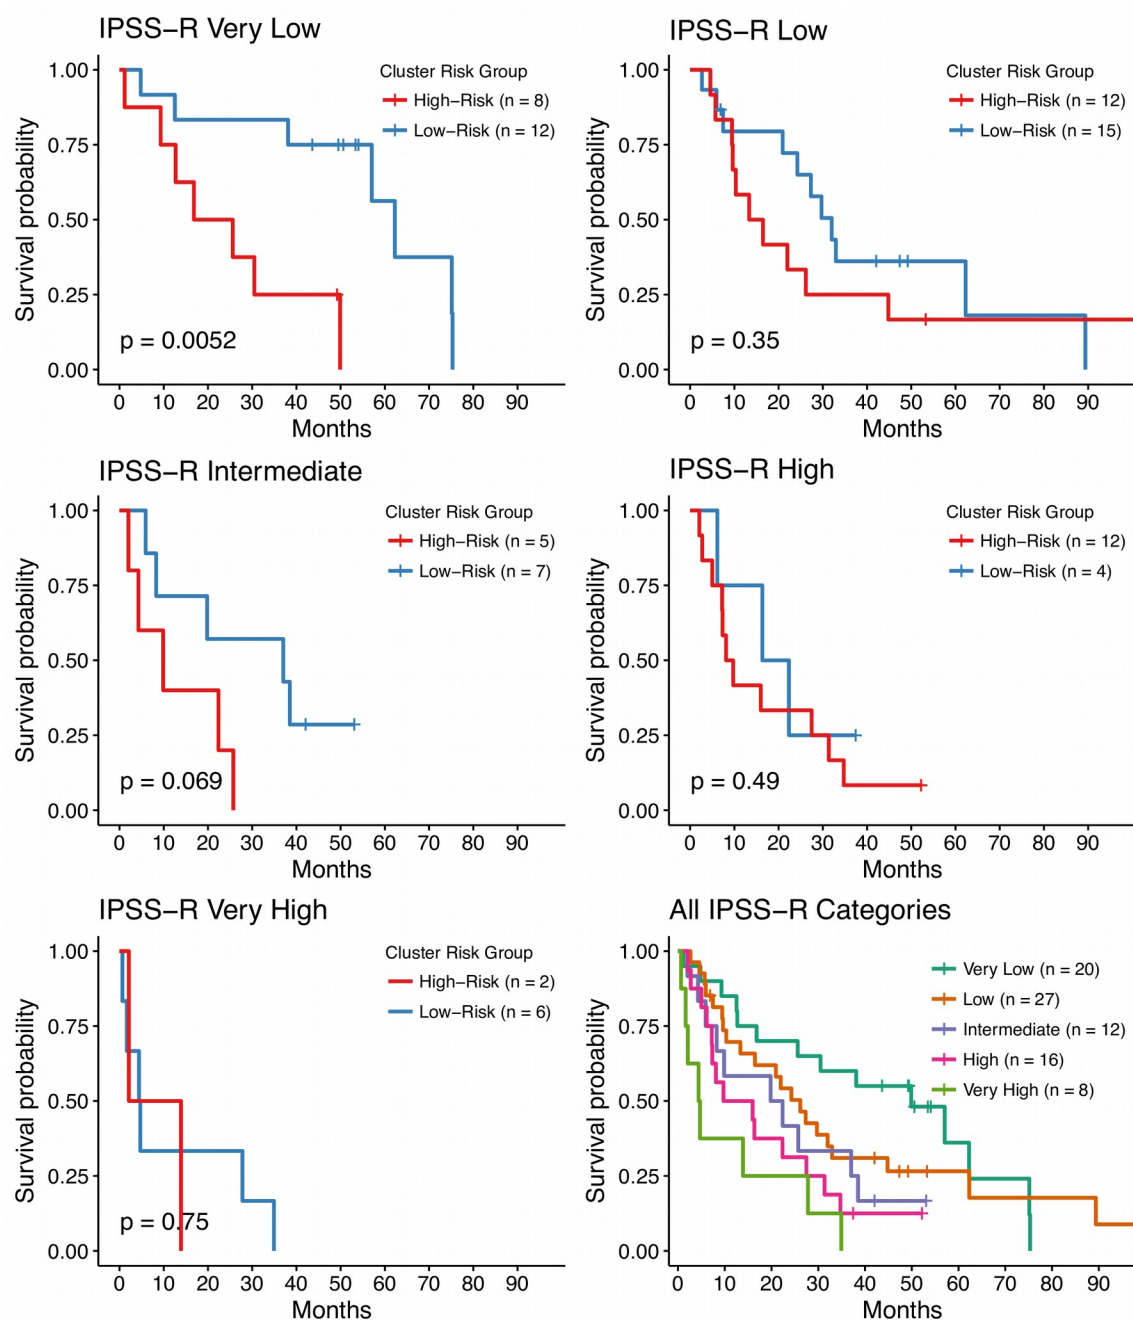 IPSS−R Very Low
Survival probability
1.00
0.75
0.50
0.25
0.00
Cluster Risk Group
High−Risk (n = 8)
Low−Risk (n = 12)
p = 0.0052
0 10 20 30 40 50 60 70 80 90
Months
IPSS−R Low
Survival probability
1.00
0.75
0.50
0.25
0.00
Cluster Risk Group
High−Risk (n = 12)
Low−Risk (n = 15)
p = 0.35
0 10 20 30 40 50 60 70 80 90
Months
IPSS−R Intermediate
Survival probability
1.00
0.75
0.50
0.25
0.00
Cluster Risk Group
High−Risk (n = 5)
Low−Risk (n = 7)
p = 0.069
0 10 20 30 40 50 60 70 80 90
Months
IPSS−R High
Survival probability
1.00
0.75
0.50
0.25
0.00
Cluster Risk Group
High−Risk (n = 12)
Low−Risk (n = 4)
p = 0.49
0 10 20 30 40 50 60 70 80 90
Months
IPSS−R Very High
Survival probability
1.00
0.75
0.50
0.25
0.00
Cluster Risk Group
High−Risk (n = 2)
Low−Risk (n = 6)
p = 0.75
0 10 20 30 40 50 60 70 80 90
Months
All IPSS−R Categories
Survival probability
1.00
0.75
0.50
0.25
0.00
Very Low (n = 20)
Low (n = 27)
Intermediate (n = 12)
High (n = 16)
Very High (n = 8)
0 10 20 30 40 50 60 70 80 90
Months